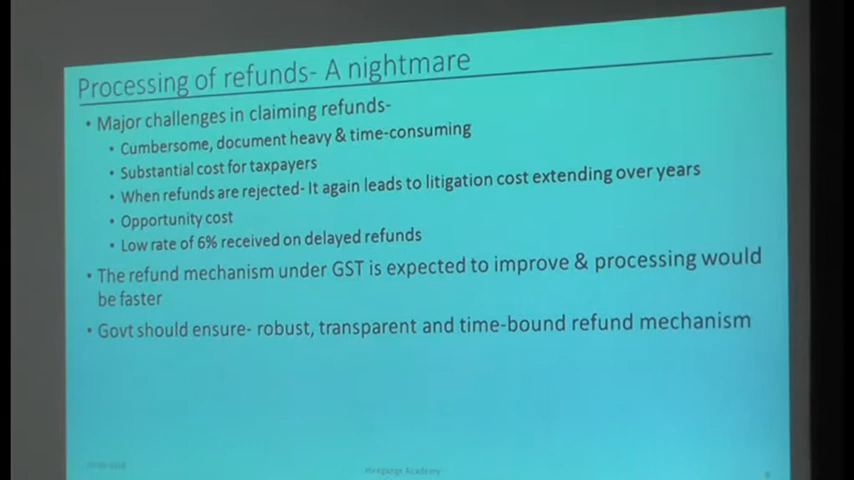 Processing of refunds- A nightmare
• Major challenges in claiming refunds-
• Cumbersome, document heavy & time-consuming
• Substantial cost for taxpayers
• When refunds are rejected- It again leads to litigation cost extending over years
• Opportunity cost
• Low rate of 6% received on delayed refunds
• The refund mechanism under GST is expected to improve & processing would
be faster
• Govt should ensure- robust, transparent and time-bound refund mechanism
Academy